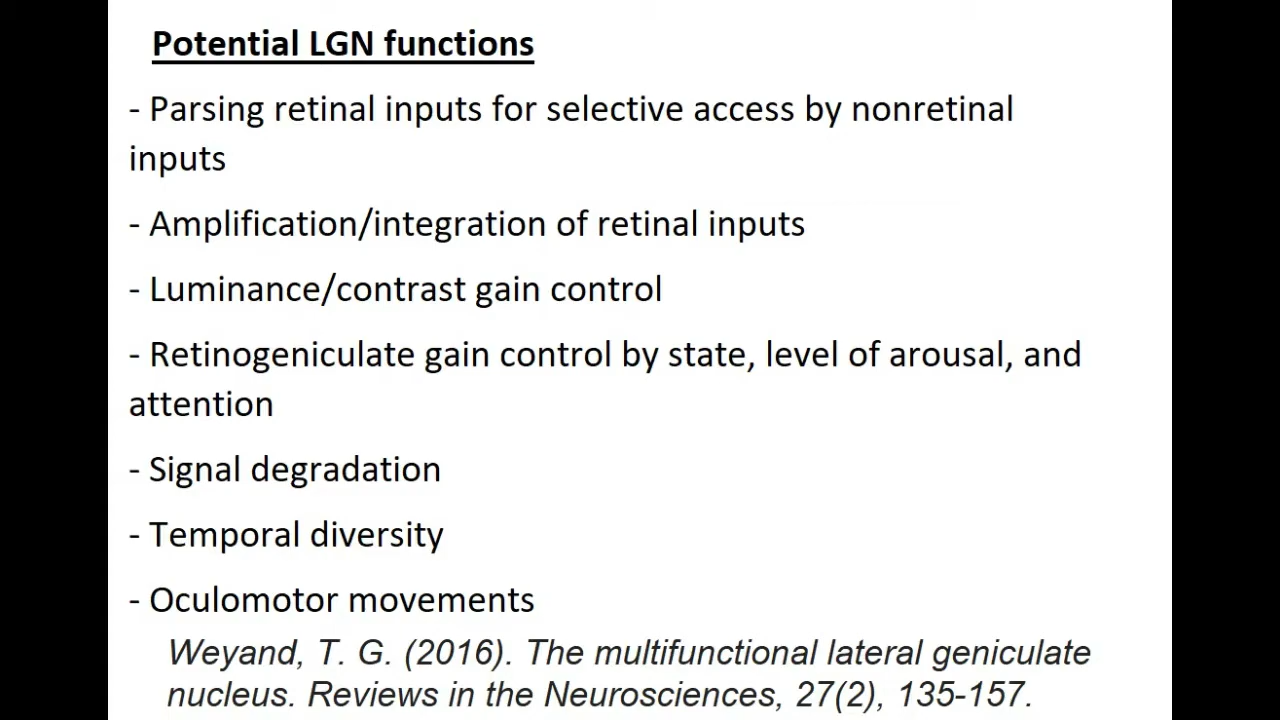 Potential LGN functions
- Parsing retinal inputs for selective access by nonretinal
inputs
- Amplification/integration of retinal inputs
- Luminance/contrast gain control
- Retinogeniculate gain control by state, level of arousal, and
attention
- Signal degradation
- Temporal diversity
- Oculomotor movements
Weyand, T. G. (2016). The multifunctional lateral geniculate
nucleus. Reviews in the Neurosciences, 27(2), 135-157.